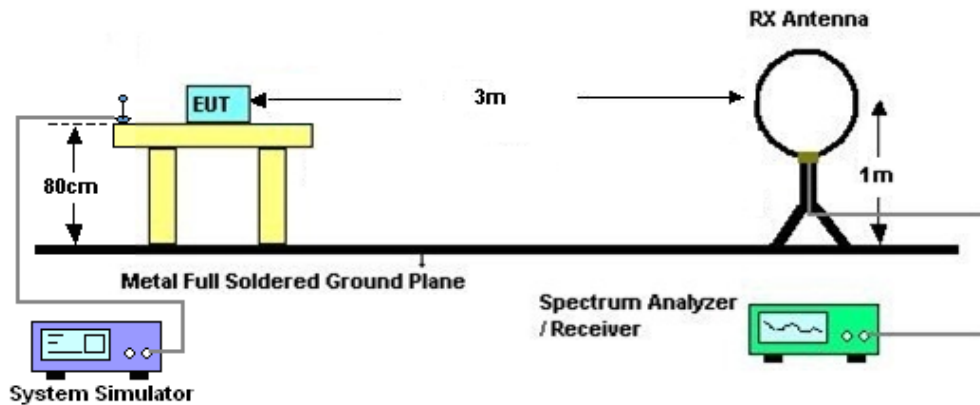 RX Antenna
EUT
3m
80cm
1m
Metal Full Soldered Ground Plane
Spectrum Analyzer
/ Receiver
System Simulator